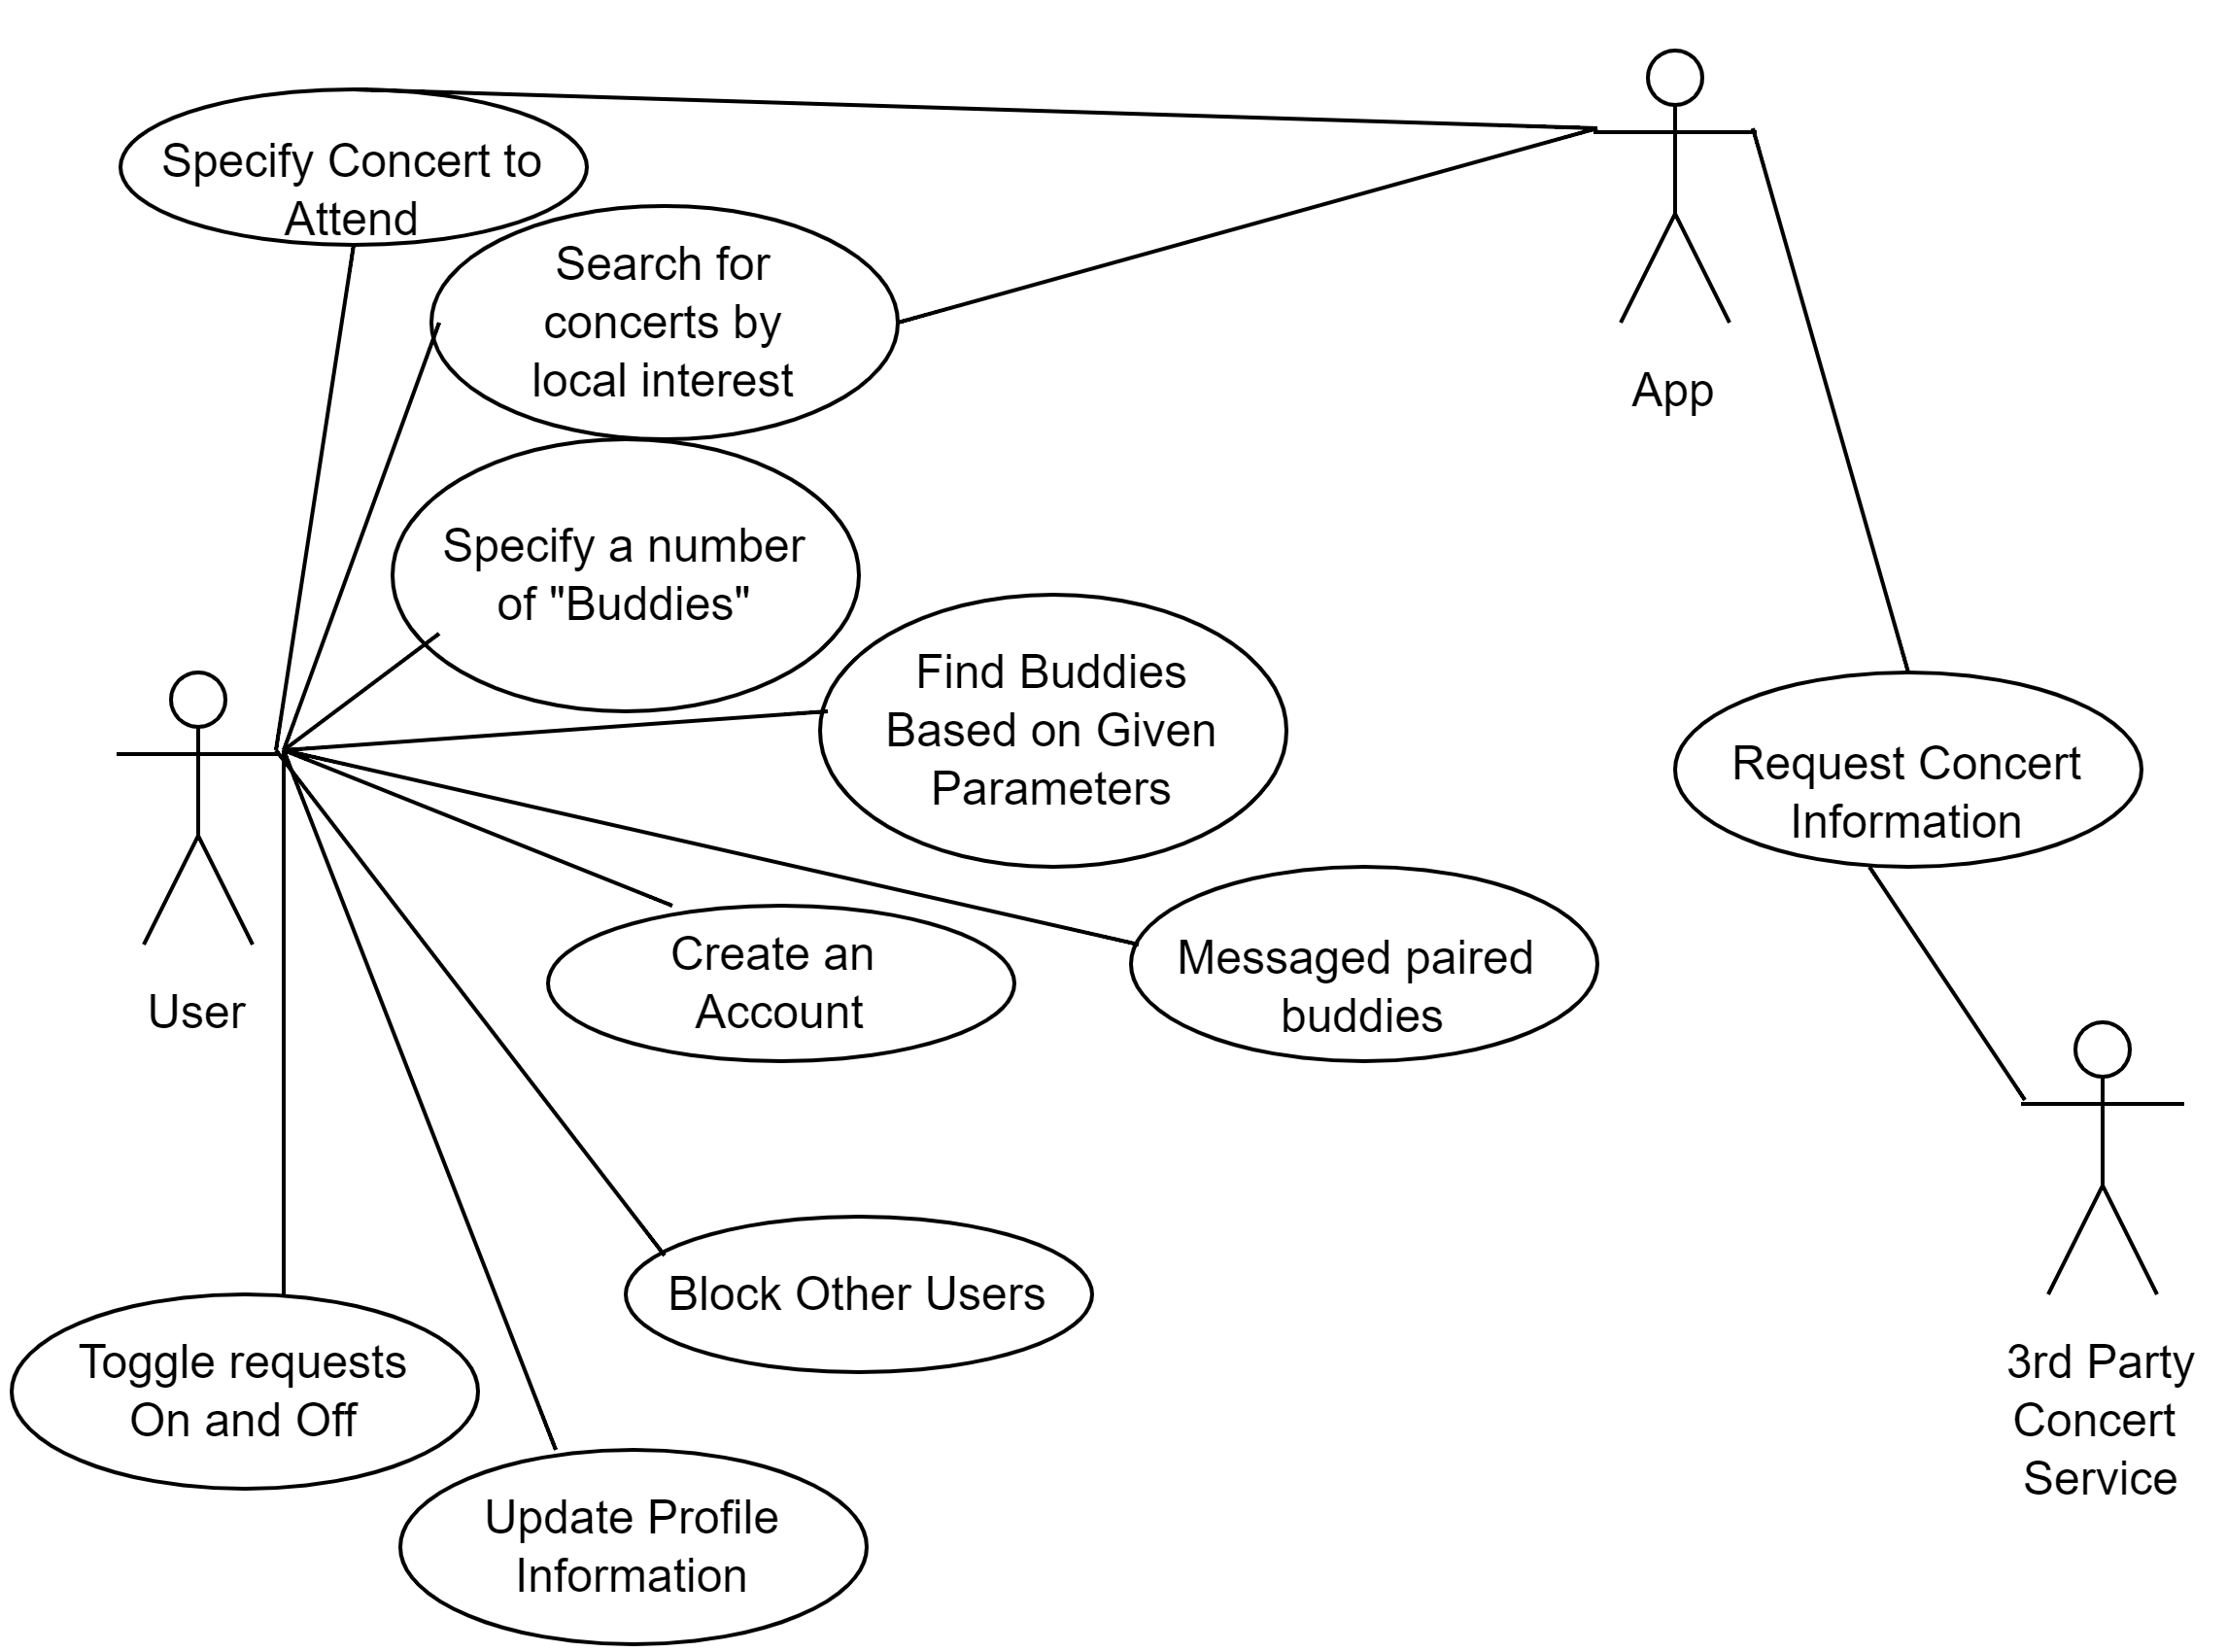 Specify Concert to
Attend
Search for
concerts by
local interest
App
Specify a number
of "Buddies"
Find Buddies
Based on Given
Parameters
Request Concert
Information
User
Create an
Account
Messaged paired
buddies
Block Other Users
Toggle requests
On and Off
3rd Party
Concert
Service
Update Profile
Information